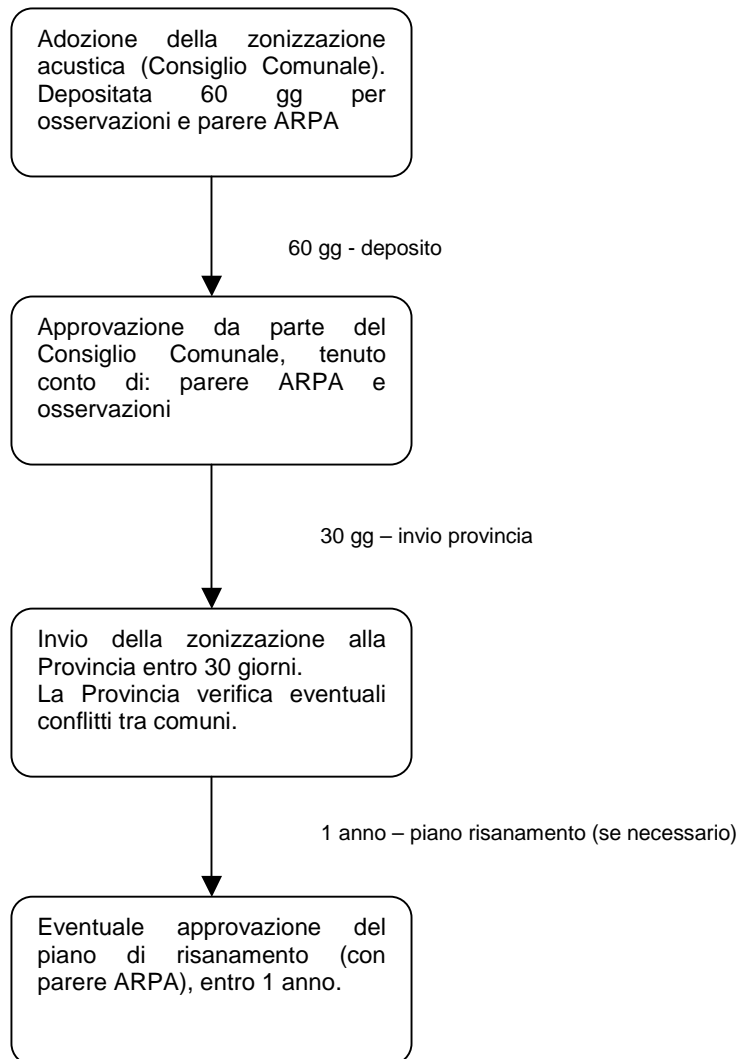 Adozione della zonizzazione
acustica (Consiglio Comunale).
Depositata 60 gg per
osservazioni e parere ARPA
60 gg - deposito
Approvazione da parte del
Consiglio Comunale, tenuto
conto di: parere ARPA e
osservazioni
30 gg – invio provincia
Invio della zonizzazione alla
Provincia entro 30 giorni.
La Provincia verifica eventuali
conflitti tra comuni.
1 anno – piano risanamento (se necessario)
Eventuale approvazione del
piano di risanamento (con
parere ARPA), entro 1 anno.